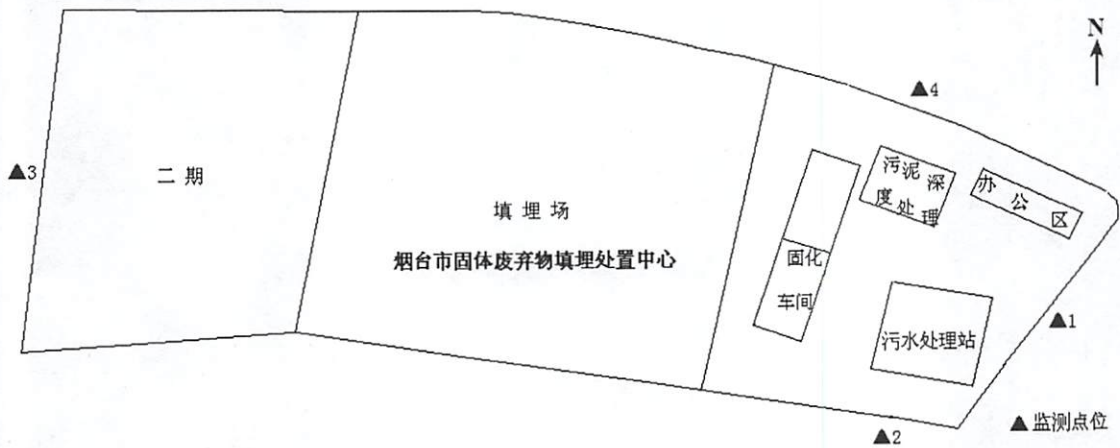 N
▲4
▲3
二 期
填 埋 场
烟台市固体废弃物填埋处置中心
污泥深
度处理
办公区
固化
车间
污水处理站
▲1
▲2
▲ 监测点位